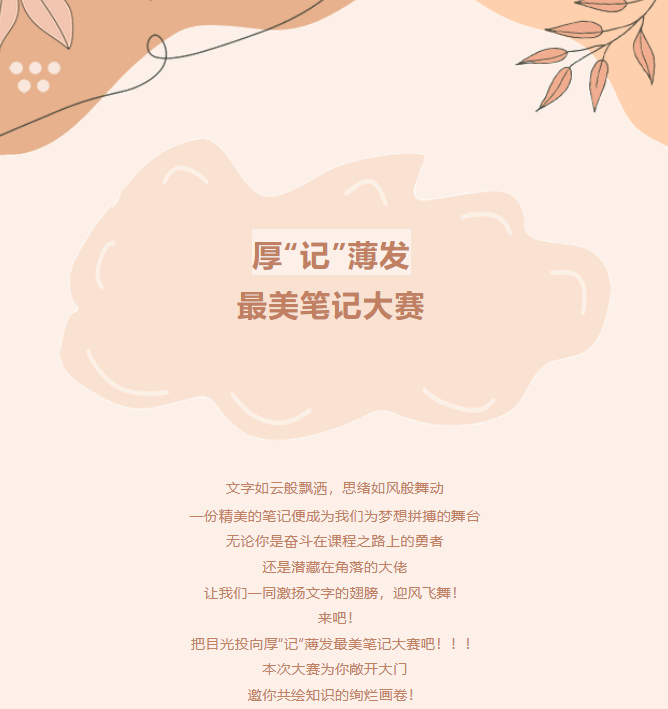 厚“记”薄发
最美笔记大赛
文字如云般飘洒，思绪如风般舞动
一份精美的笔记便成为我们为梦想拼搏的舞台
无论你是奋斗在课程之路上的勇者
还是潜藏在角落的大佬
让我们一同激扬文字的翅膀，迎风飞舞！
来吧！
把目光投向厚“记“薄发最美笔记大赛吧！！！
本次大赛为你敞开大门
邀你共绘知识的绚烂画卷！